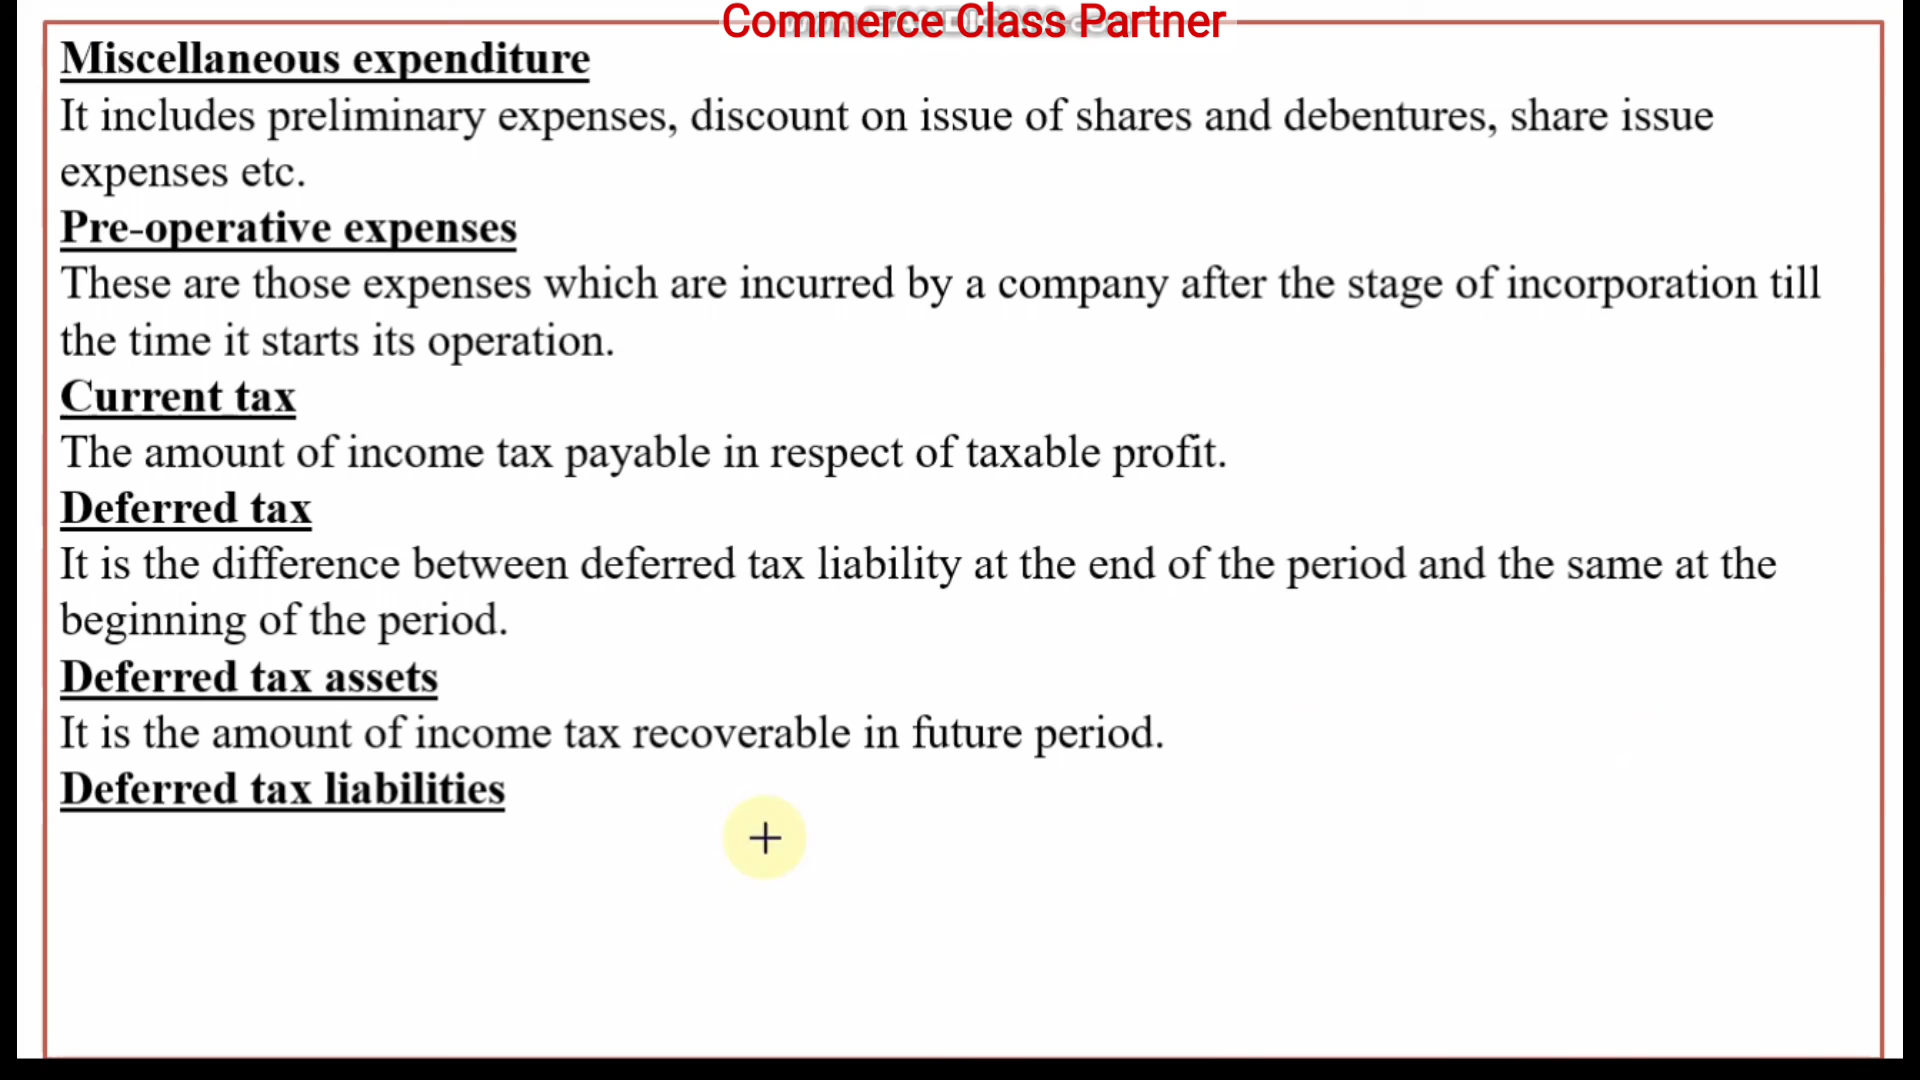 Commerce Class Partner
Miscellaneous expenditure
It includes preliminary expenses, discount on issue of shares and debentures, share issue
expenses etc.
Pre-operative expenses
These are those expenses which are incurred by a company after the stage of incorporation till
the time it starts its operation.
Current tax
The amount of income tax payable in respect of taxable profit.
Deferred tax
It is the difference between deferred tax liability at the end of the period and the same at the
beginning of the period.
Deferred tax assets
It is the amount of income tax recoverable in future period.
Deferred tax liabilities